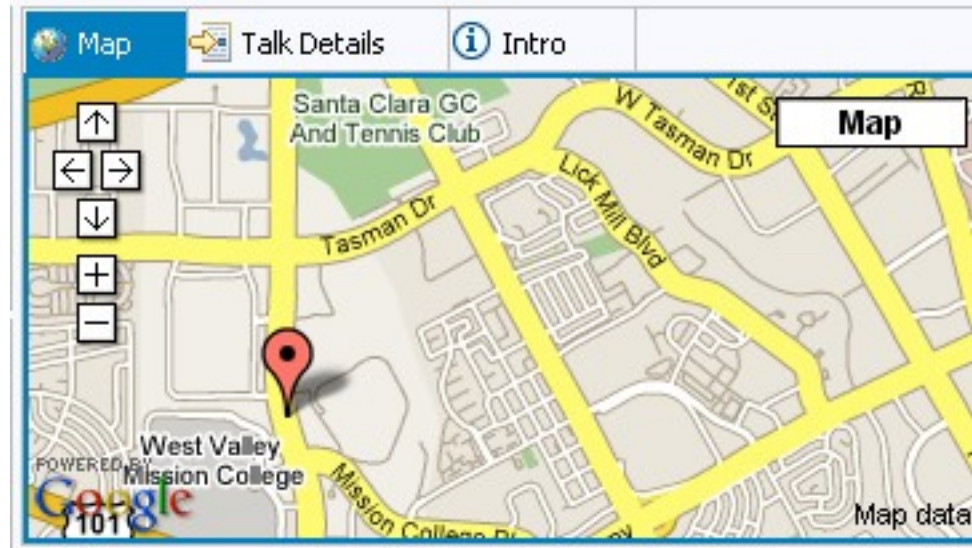 Map
Talk Details
Intro
Santa Clara GC
And Tennis Club
W Tasman Dr
1st
Map
Lick Mill Blvd
Tasman Dr
West Valley
Mission College
POWERED BY
Google
101
Mission College
Map data